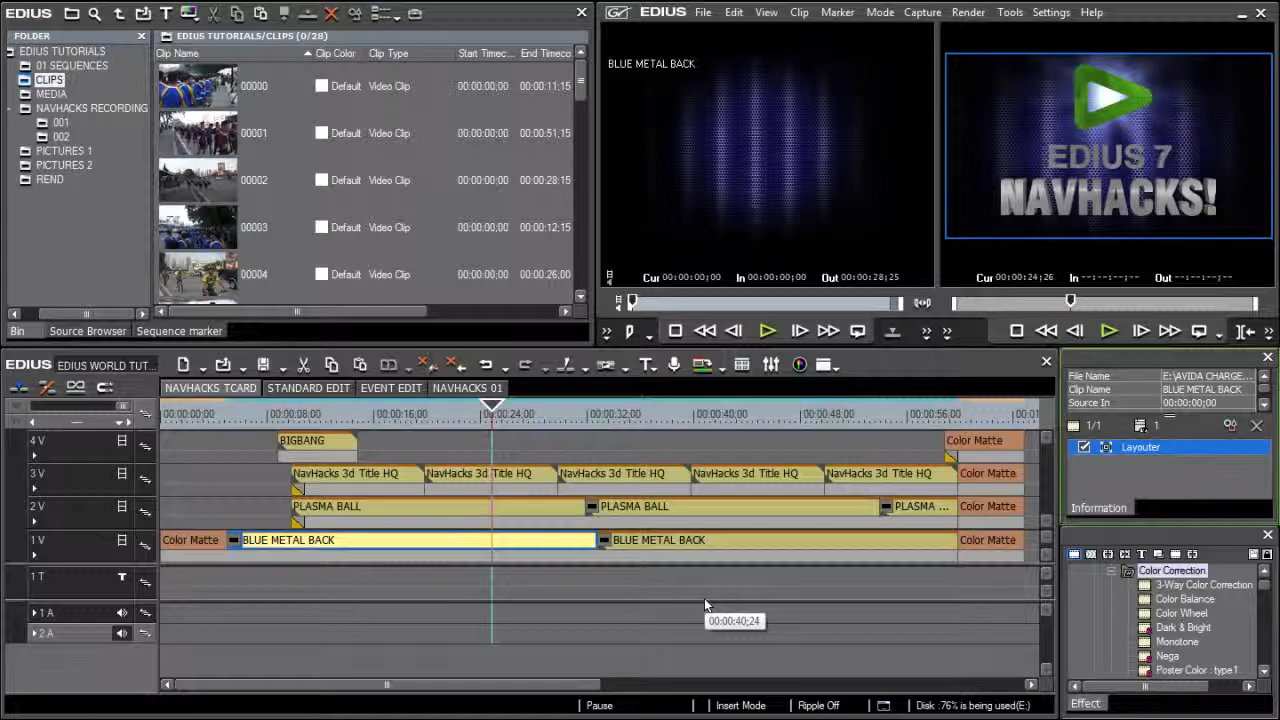 EDIUS
FOLDER
EDIUS TUTORIALS
01 SEQUENCES
CLIPS
MEDIA
NAVHACKS RECORDING
001
002
PICTURES 1
PICTURES 2
REND
EDIUS TUTORIALS/CLIPS (0/28)
Clip Name Clip Color Clip Type Start Timec... End Timeco
00000 Default Video Clip 00:00:00;00 00:00:11;15
00001 Default Video Clip 00:00:00;00 00:00:51;15
00002 Default Video Clip 00:00:00;00 00:00:28;15
00003 Default Video Clip 00:00:00;00 00:00:12;15
00004 Default Video Clip 00:00:00;00 00:00:26;00
Bin Source Browser Sequence marker
EDIUS File Edit View Clip Marker Mode Capture Render Tools Settings Help
BLUE METAL BACK
EDIUS 7
NAVHACKS!
Cur 00:00:00;00 In 00:00:00;00 Out 00:00:28;25
Cur 00:00:24;26 In --:--:--:-- Out --:--:--:--
EDIUS EDIUS WORLD TUT...
NAVHACKS TCARD STANDARD EDIT EVENT EDIT NAVHACKS 01
00:00:00;00 00:00:08;00 00:00:16;00 00:00:24;00 00:00:32;00 00:00:40;00 00:00:48;00 00:00:56;00 00:01
4 V BIGBANG Color Matte
3 V NavHacks 3d Title HQ NavHacks 3d Title HQ NavHacks 3d Title HQ NavHacks 3d Title HQ NavHacks 3d Title HQ Color Matte
2 V PLASMA BALL PLASMA BALL PLASMA ... Color Matte
1 V Color Matte BLUE METAL BACK BLUE METAL BACK Color Matte
1 T T
1 A
2 A
00:00:40;24
Pause Insert Mode Ripple Off Disk :76% is being used(E:)
File Name E:\AVIDA CHARGE...
Clip Name BLUE METAL BACK
Source In 00:00:00;00
1/1 1
Layouter
Information
Color Correction
3-Way Color Correction
Color Balance
Color Wheel
Dark & Bright
Monotone
Nega
Poster Color : type1
Effect